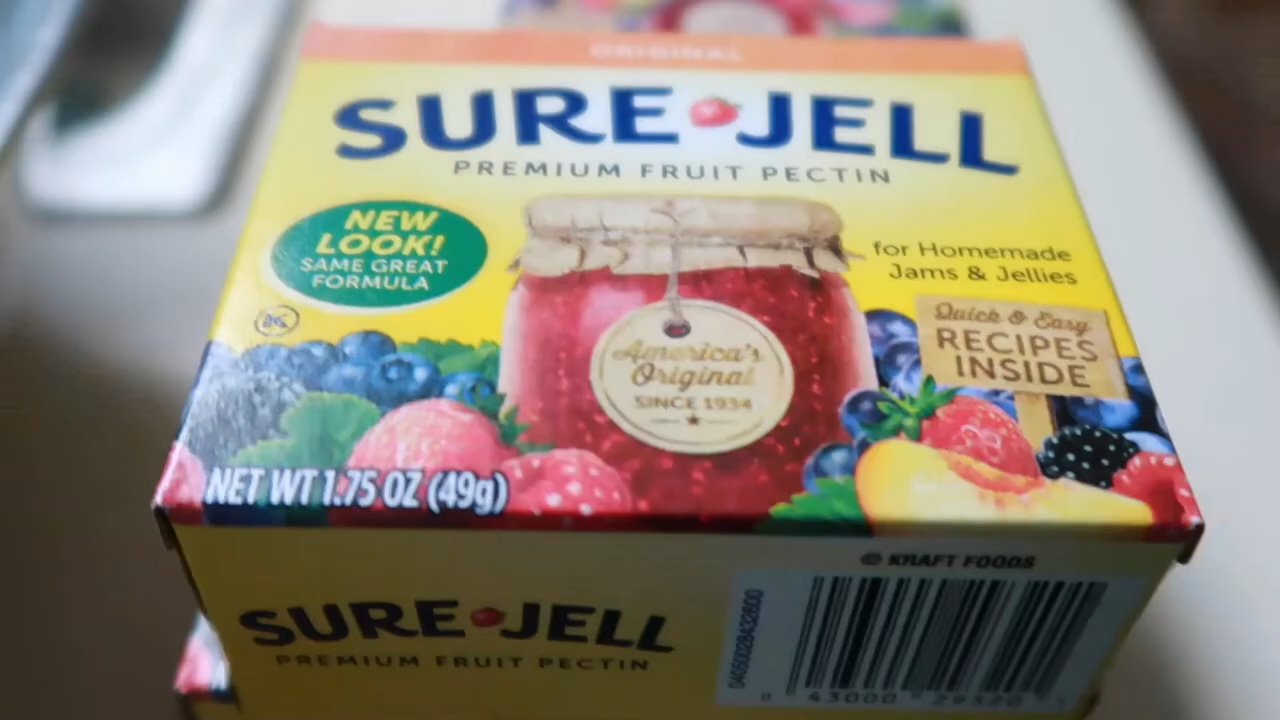 ORIGINAL
SURE JELL
PREMIUM FRUIT PECTIN
NEW
LOOK!
SAME GREAT
FORMULA
for Homemade
Jams & Jellies
Quick & Easy
RECIPES
INSIDE
America's
Original
SINCE 1934
NET WT 1.75 OZ (49g)
© KRAFT FOODS
SURE JELL
PREMIUM FRUIT PECTIN
0 43000